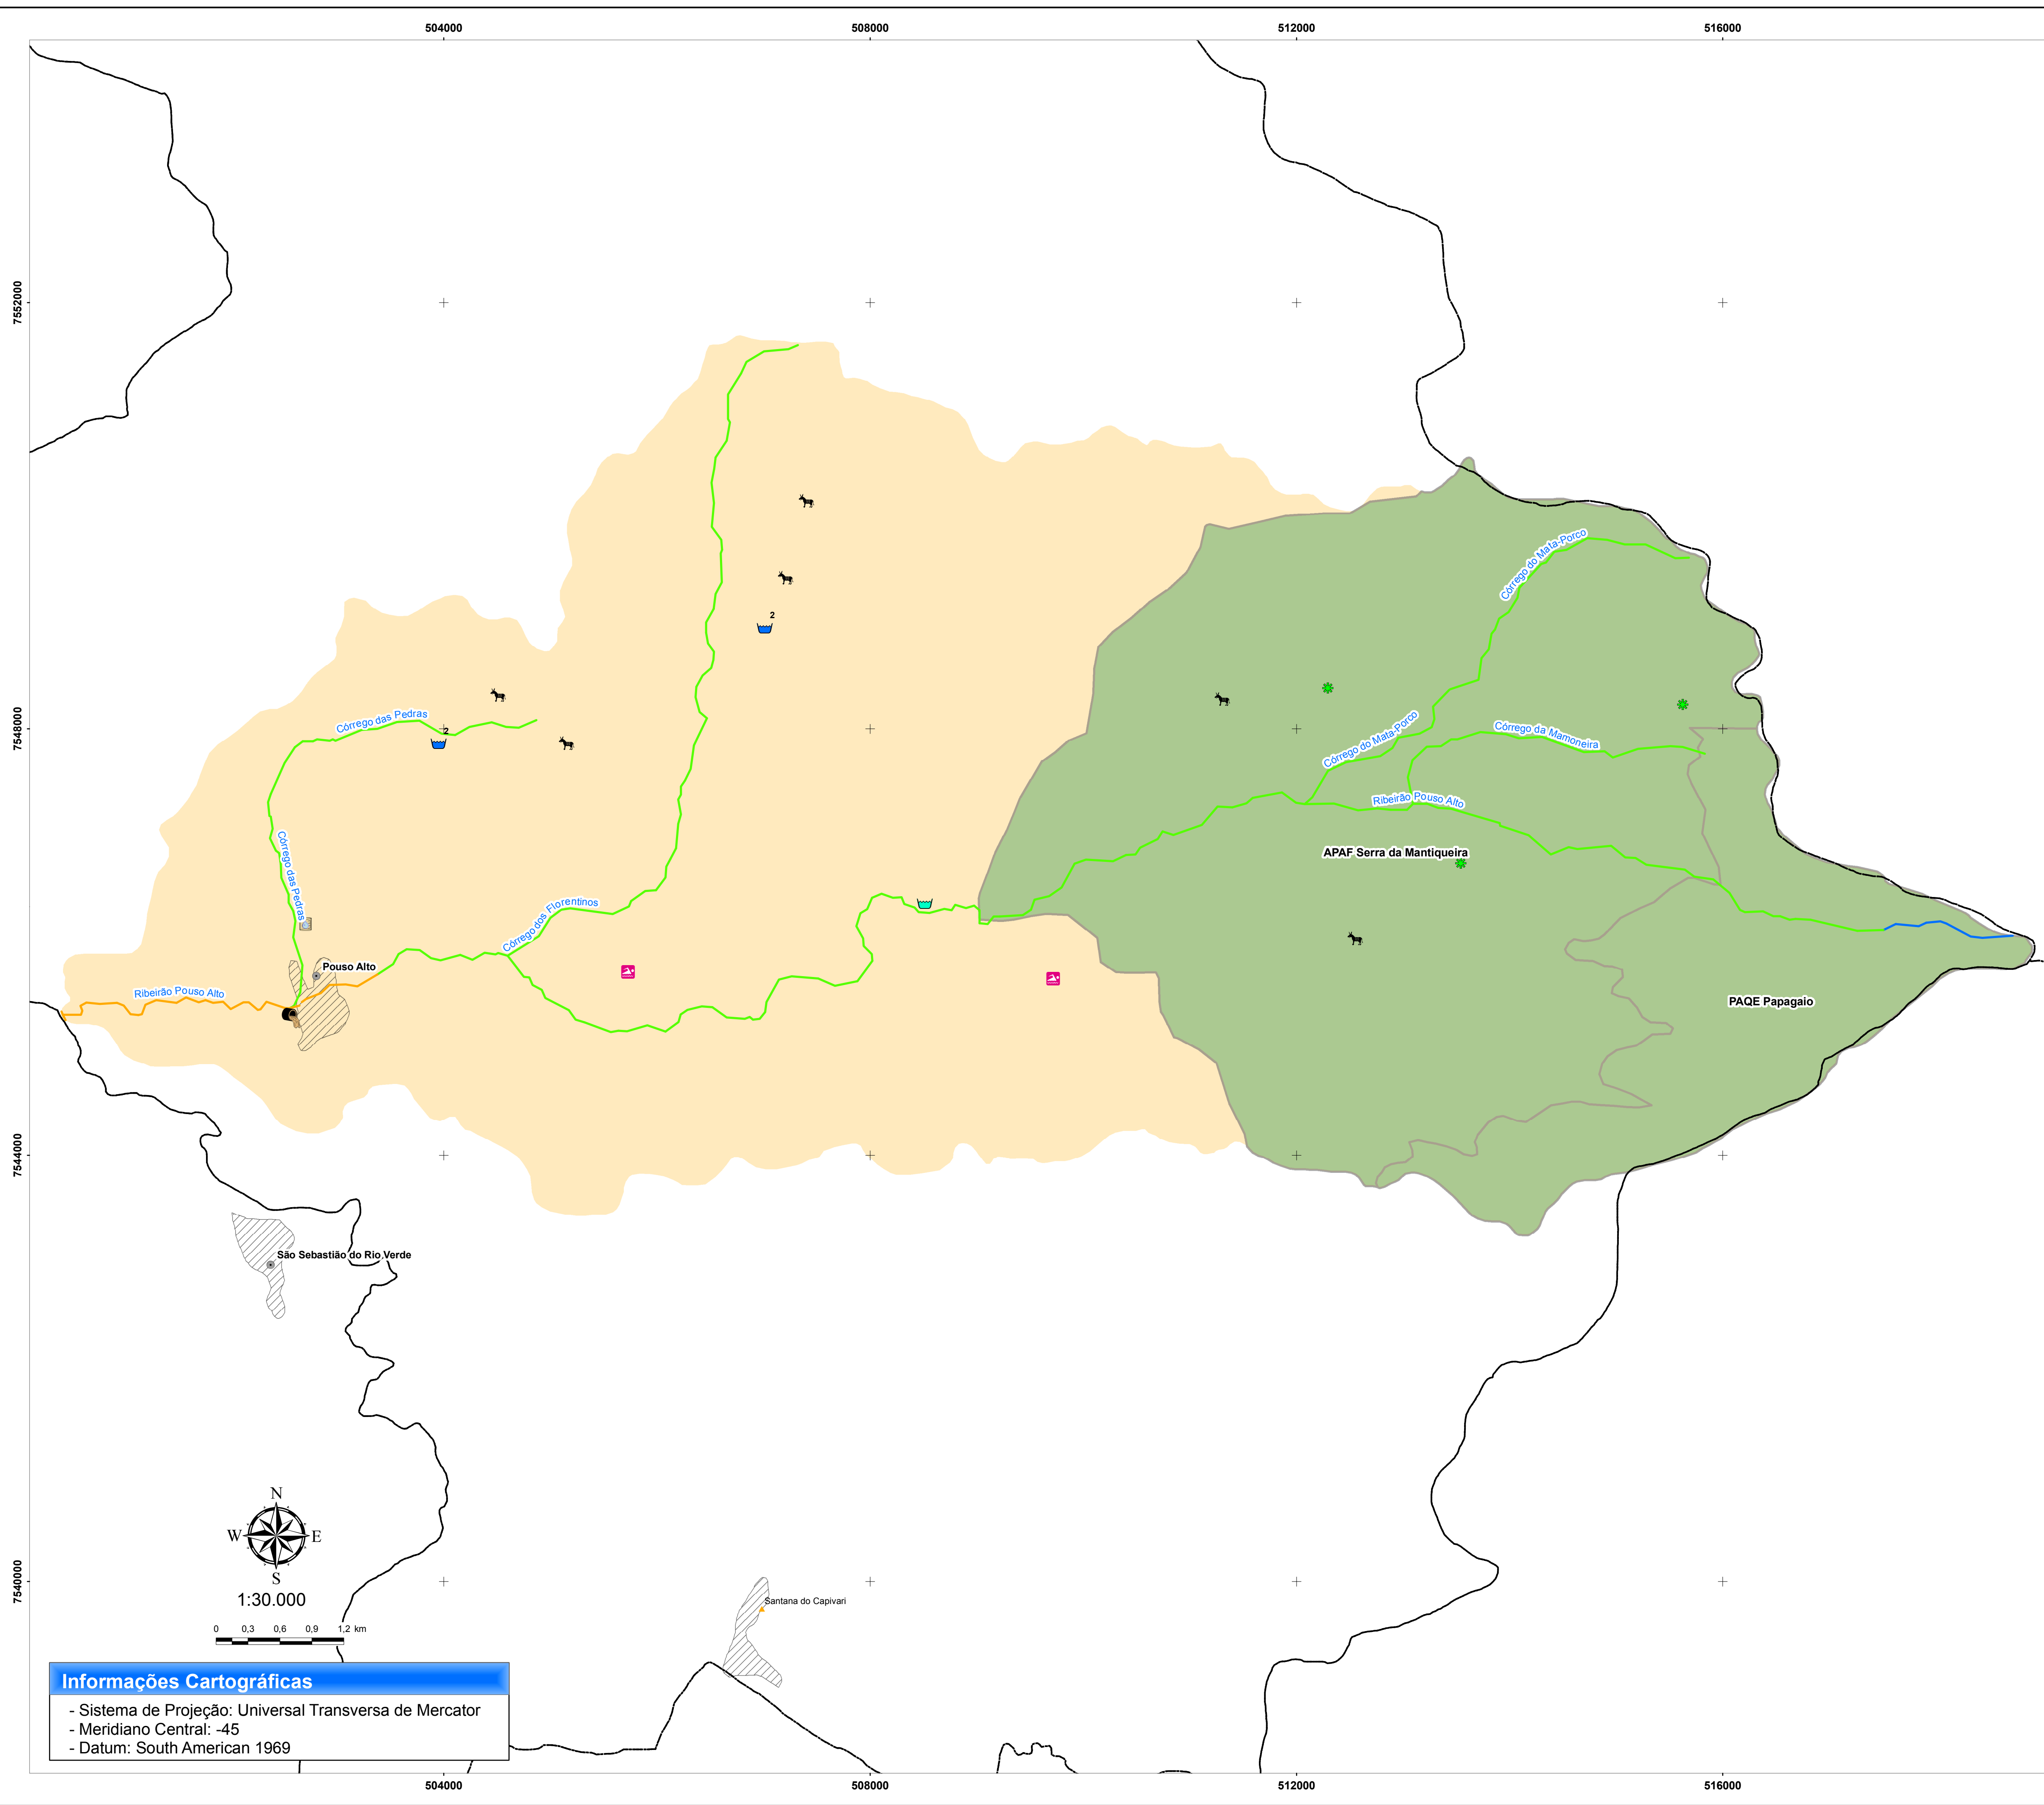 504000
508000
512000
516000
7552000
Córrego do Mata-Porco
2
Córrego das Pedras
2
7548000
Córrego do Mata-Porco
Córrego da Mamoneira
Ribeirão Pouso Alto
Córrego das Pedras
APAF Serra da Mantiqueira
Córrego dos Florentinos
Pouso Alto
Ribeirão Pouso Alto
PAQE Papagaio
7544000
São Sebastião do Rio Verde
N
W
E
S
7540000
1:30.000
Santana do Capivari
0 0,3 0,6 0,9 1,2 km
Informações Cartográficas
- Sistema de Projeção: Universal Transversa de Mercator
- Meridiano Central: -45
- Datum: South American 1969
504000
508000
512000
516000